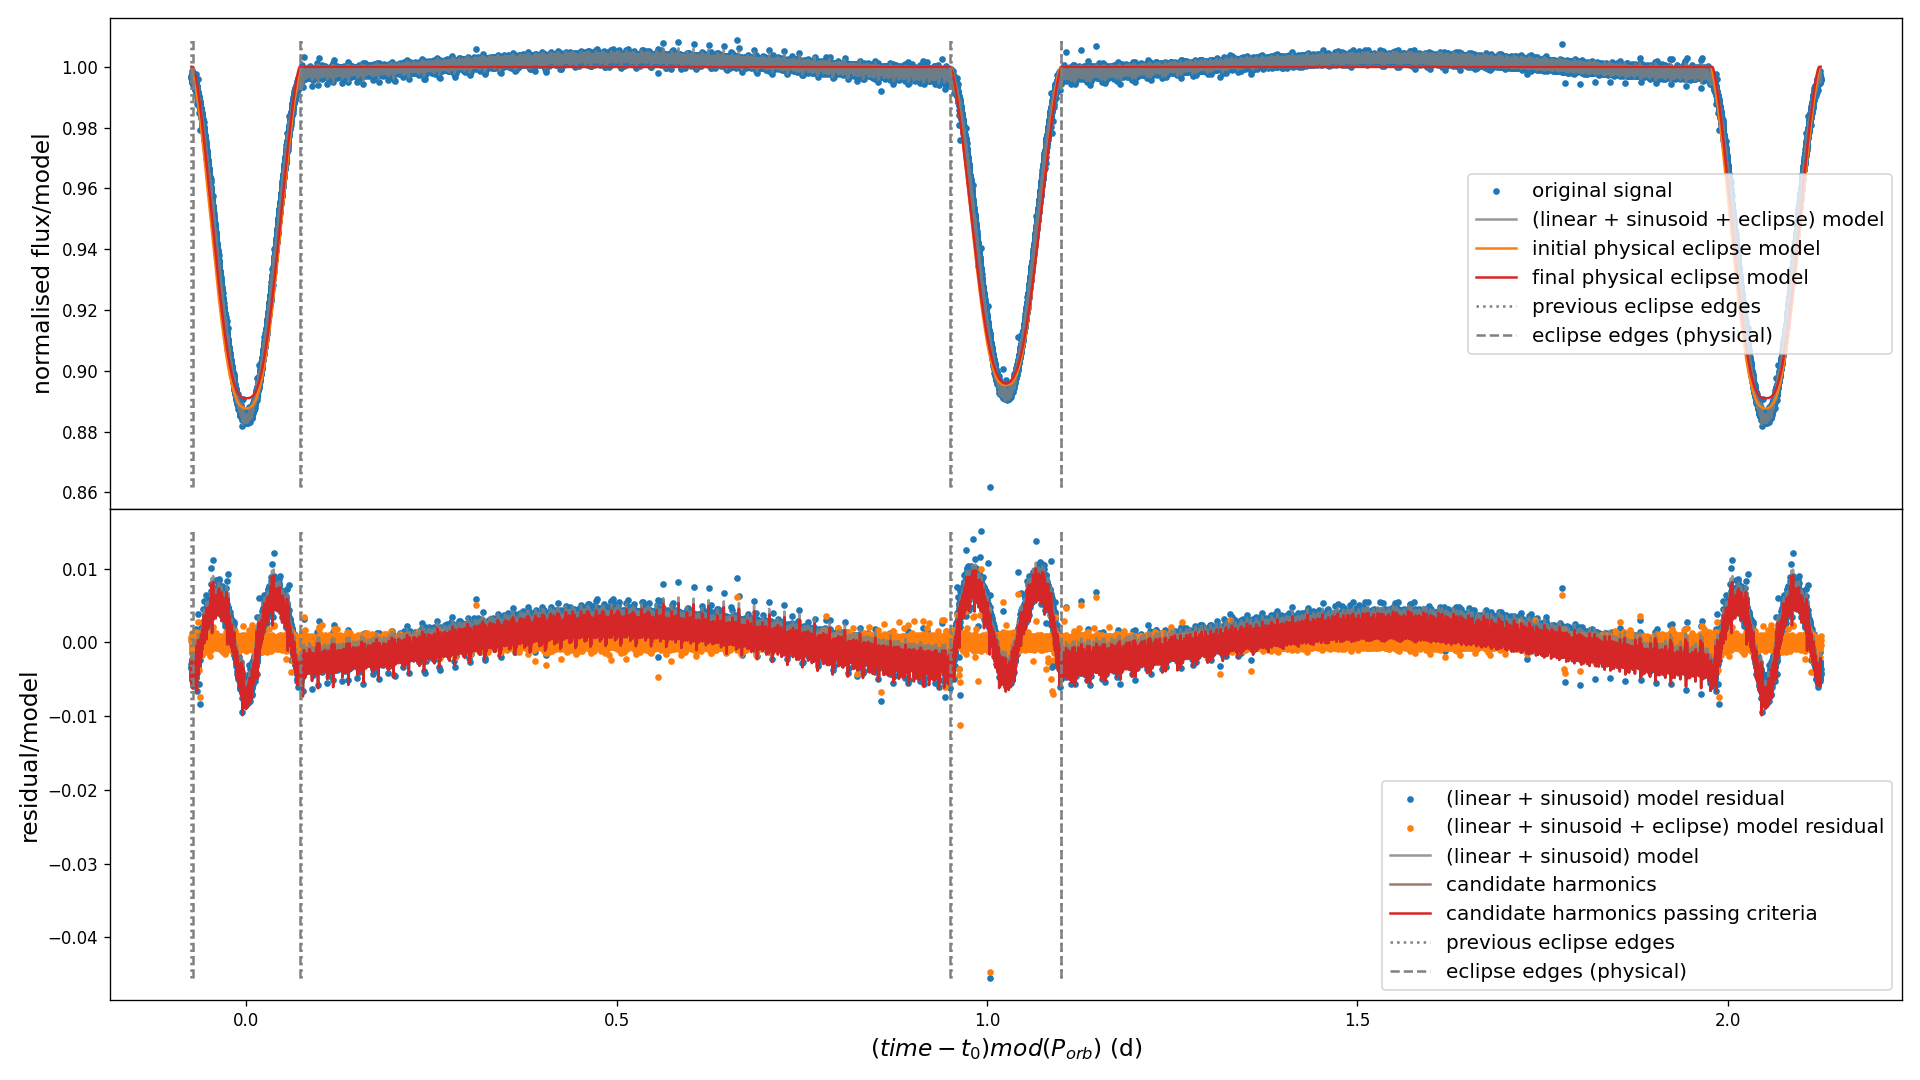 normalised flux/model
1.00
0.98
0.96
0.94
0.92
0.90
0.88
0.86
original signal
(linear + sinusoid + eclipse) model
initial physical eclipse model
final physical eclipse model
previous eclipse edges
eclipse edges (physical)
residual/model
0.01
0.00
−0.01
−0.02
−0.03
−0.04
(linear + sinusoid) model residual
(linear + sinusoid + eclipse) model residual
(linear + sinusoid) model
candidate harmonics
candidate harmonics passing criteria
previous eclipse edges
eclipse edges (physical)
0.0 0.5 1.0 1.5 2.0
(time − t₀)mod(Pₒᵣb) (d)